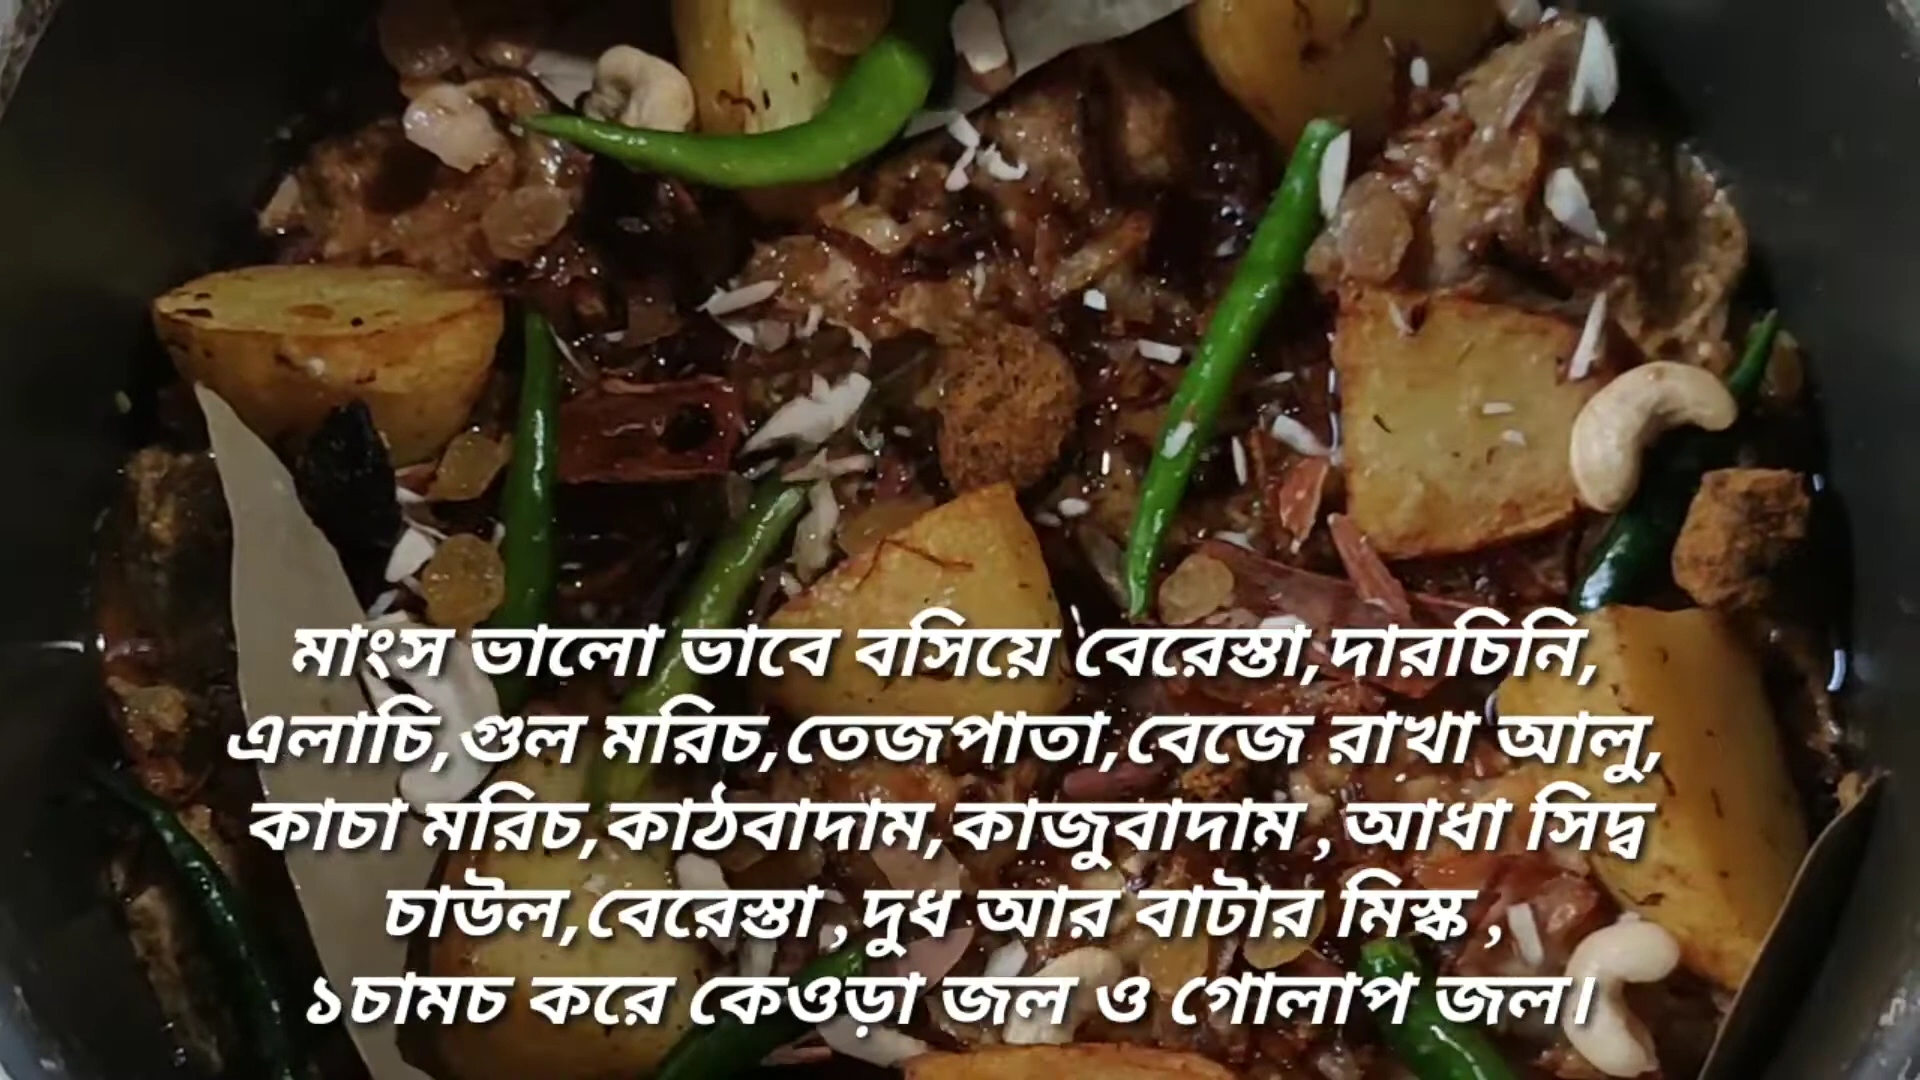 মাংস ভালো ভাবে বসিয়ে বেরেস্তা,দারচিনি,
এলাচি,গুল মরিচ,তেজপাতা,বেজে রাখা আলু,
কাচা মরিচ,কাঠবাদাম,কাজুবাদাম ,আধা সিদ্ব
চাউল,বেরেস্তা ,দুধ আর বাটার মিস্ক ,
১চামচ করে কেওড়া জল ও গোলাপ জল।